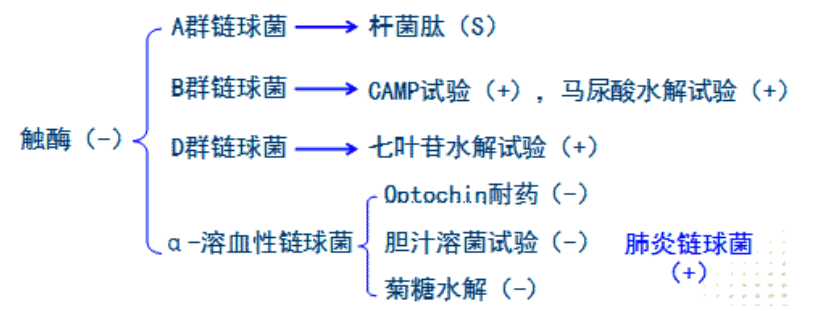 A群链球菌 → 杆菌肽（S）
B群链球菌 → CAMP试验（+），马尿酸水解试验（+）
触酶（-）
D群链球菌 → 七叶苷水解试验（+）
Optochin耐药（-）
α-溶血性链球菌
胆汁溶菌试验（-）
肺炎链球菌
（+）
菊糖水解（-）